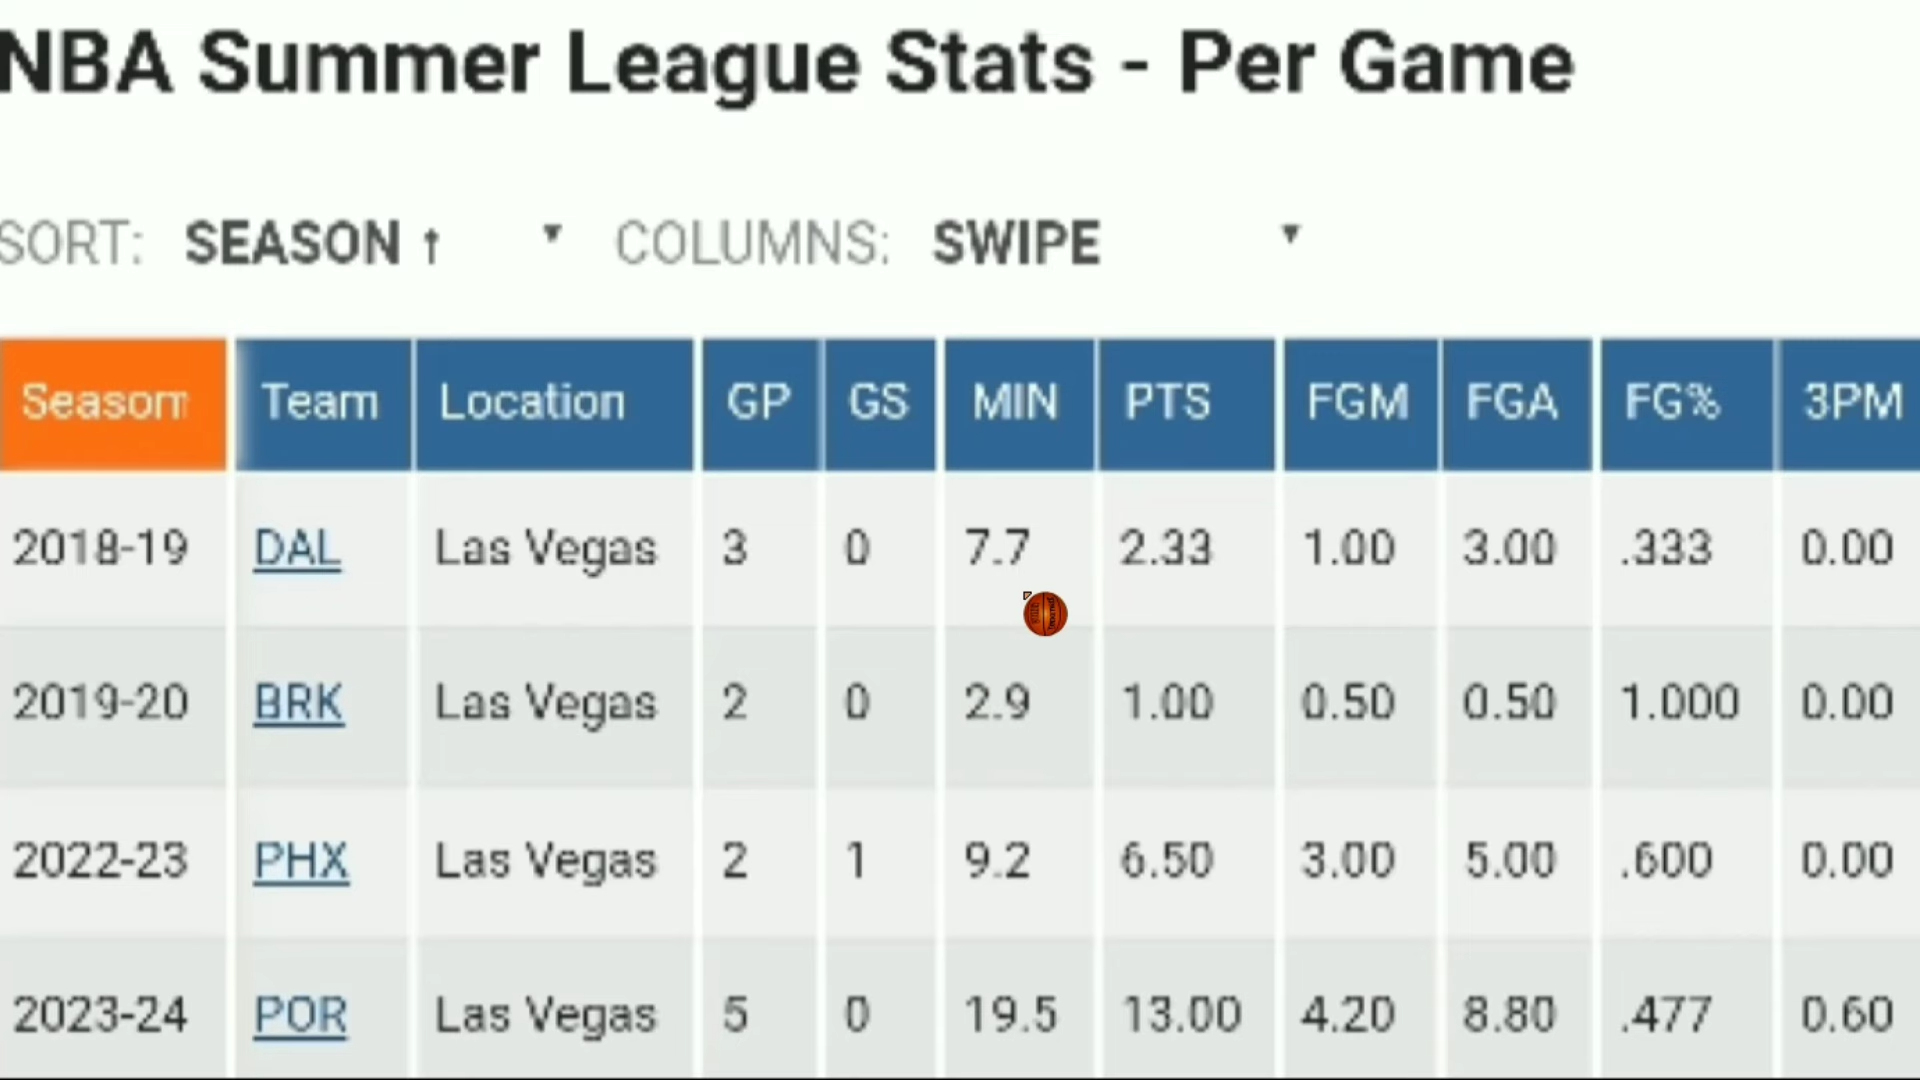 NBA Summer League Stats - Per Game
SORT: SEASON ↑ ▼ COLUMNS: SWIPE ▼
Season Team Location GP GS MIN PTS FGM FGA FG% 3PM
2018-19 DAL Las Vegas 3 0 7.7 2.33 1.00 3.00 .333 0.00
2019-20 BRK Las Vegas 2 0 2.9 1.00 0.50 0.50 1.000 0.00
2022-23 PHX Las Vegas 2 1 9.2 6.50 3.00 5.00 .600 0.00
2023-24 POR Las Vegas 5 0 19.5 13.00 4.20 8.80 .477 0.60